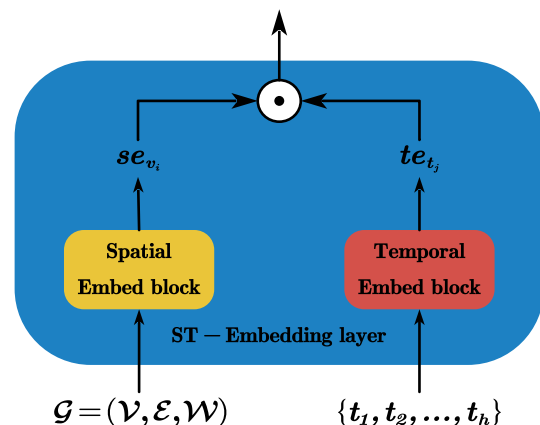 se_{v_i} te_{t_j}
Spatial Temporal
Embed block Embed block
ST – Embedding layer
𝒢=(𝒱,ℰ,𝒲) {t_1,t_2,...,t_h}